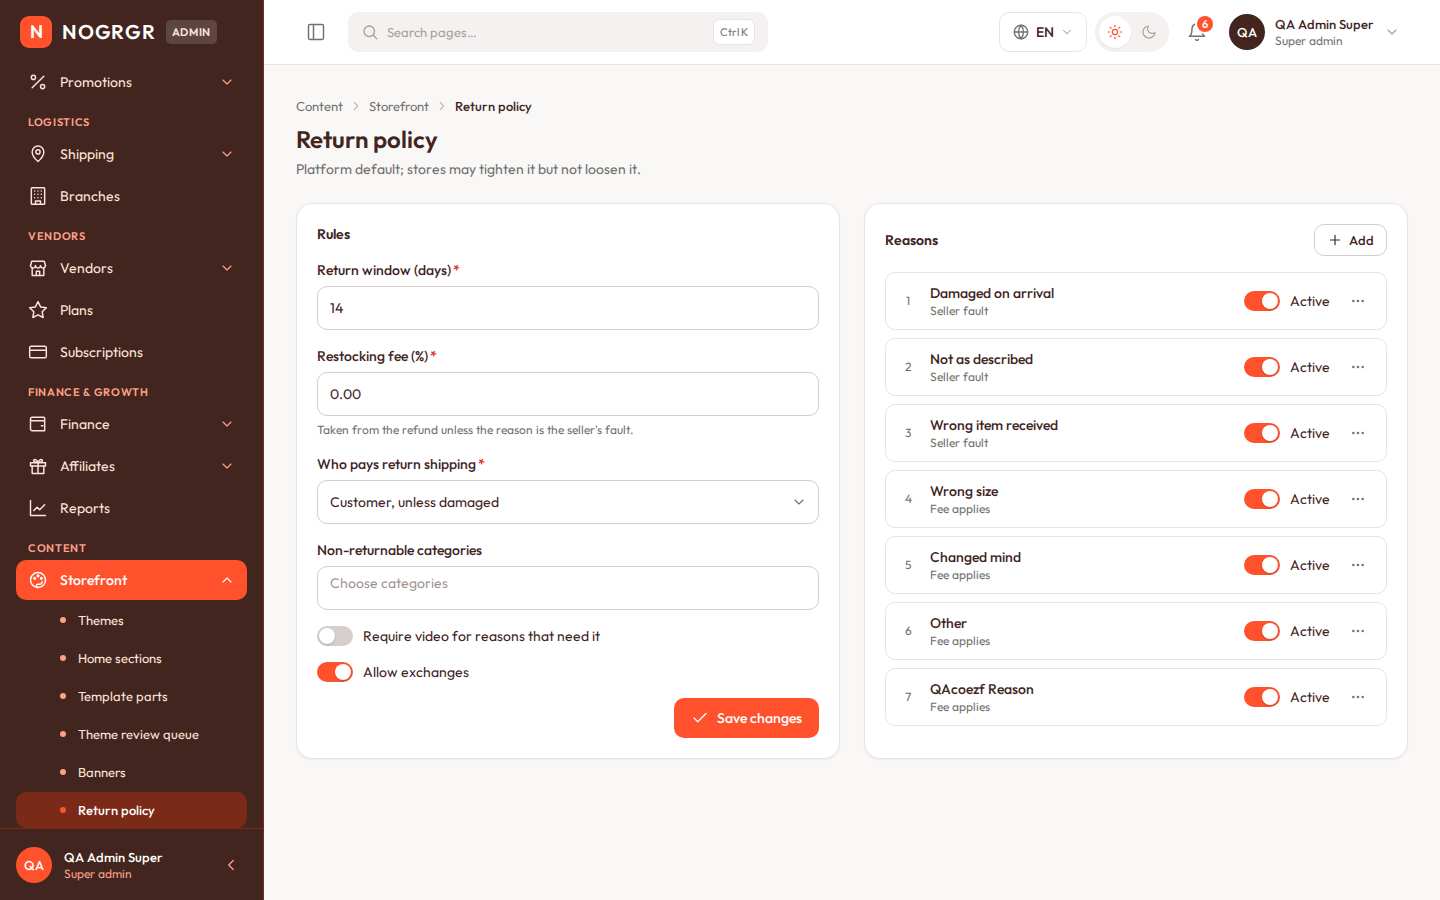 N NOGRGR ADMIN
Promotions
LOGISTICS
Shipping
Branches
VENDORS
Vendors
Plans
Subscriptions
FINANCE & GROWTH
Finance
Affiliates
Reports
CONTENT
Storefront
Themes
Home sections
Template parts
Theme review queue
Banners
Return policy
QA QA Admin Super
Super admin
Search pages... Ctrl K
EN
6
QA QA Admin Super
Super admin
Content > Storefront > Return policy
Return policy
Platform default; stores may tighten it but not loosen it.
Rules
Return window (days) *
14
Restocking fee (%) *
0.00
Taken from the refund unless the reason is the seller's fault.
Who pays return shipping *
Customer, unless damaged
Non-returnable categories
Choose categories
Require video for reasons that need it
Allow exchanges
Save changes
Reasons
Add
1 Damaged on arrival Active
Seller fault
2 Not as described Active
Seller fault
3 Wrong item received Active
Seller fault
4 Wrong size Active
Fee applies
5 Changed mind Active
Fee applies
6 Other Active
Fee applies
7 QAcoezf Reason Active
Fee applies